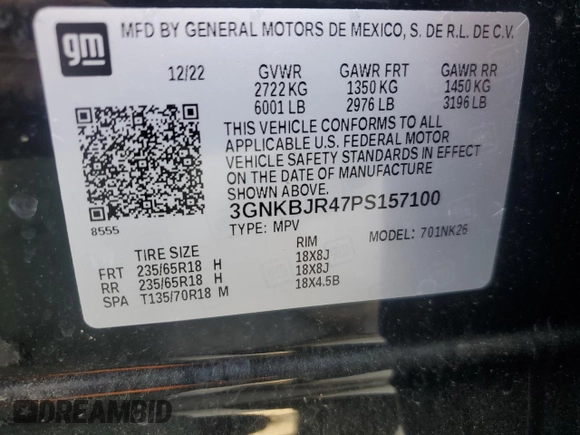 gm
MFD BY GENERAL MOTORS DE MEXICO, S. DE R.L. DE C.V.
12/22 GVWR GAWR FRT GAWR RR
2722 KG 1350 KG 1450 KG
6001 LB 2976 LB 3196 LB
THIS VEHICLE CONFORMS TO ALL
APPLICABLE U.S. FEDERAL MOTOR
VEHICLE SAFETY STANDARDS IN EFFECT
ON THE DATE OF MANUFACTURE
SHOWN ABOVE.
3GNKBJR47PS157100
8555 TYPE: MPV MODEL: 701NK26
TIRE SIZE RIM
FRT 235/65R18 H 18X8J
RR 235/65R18 H 18X8J
SPA T135/70R18 M 18X4.5B
DREAMBID